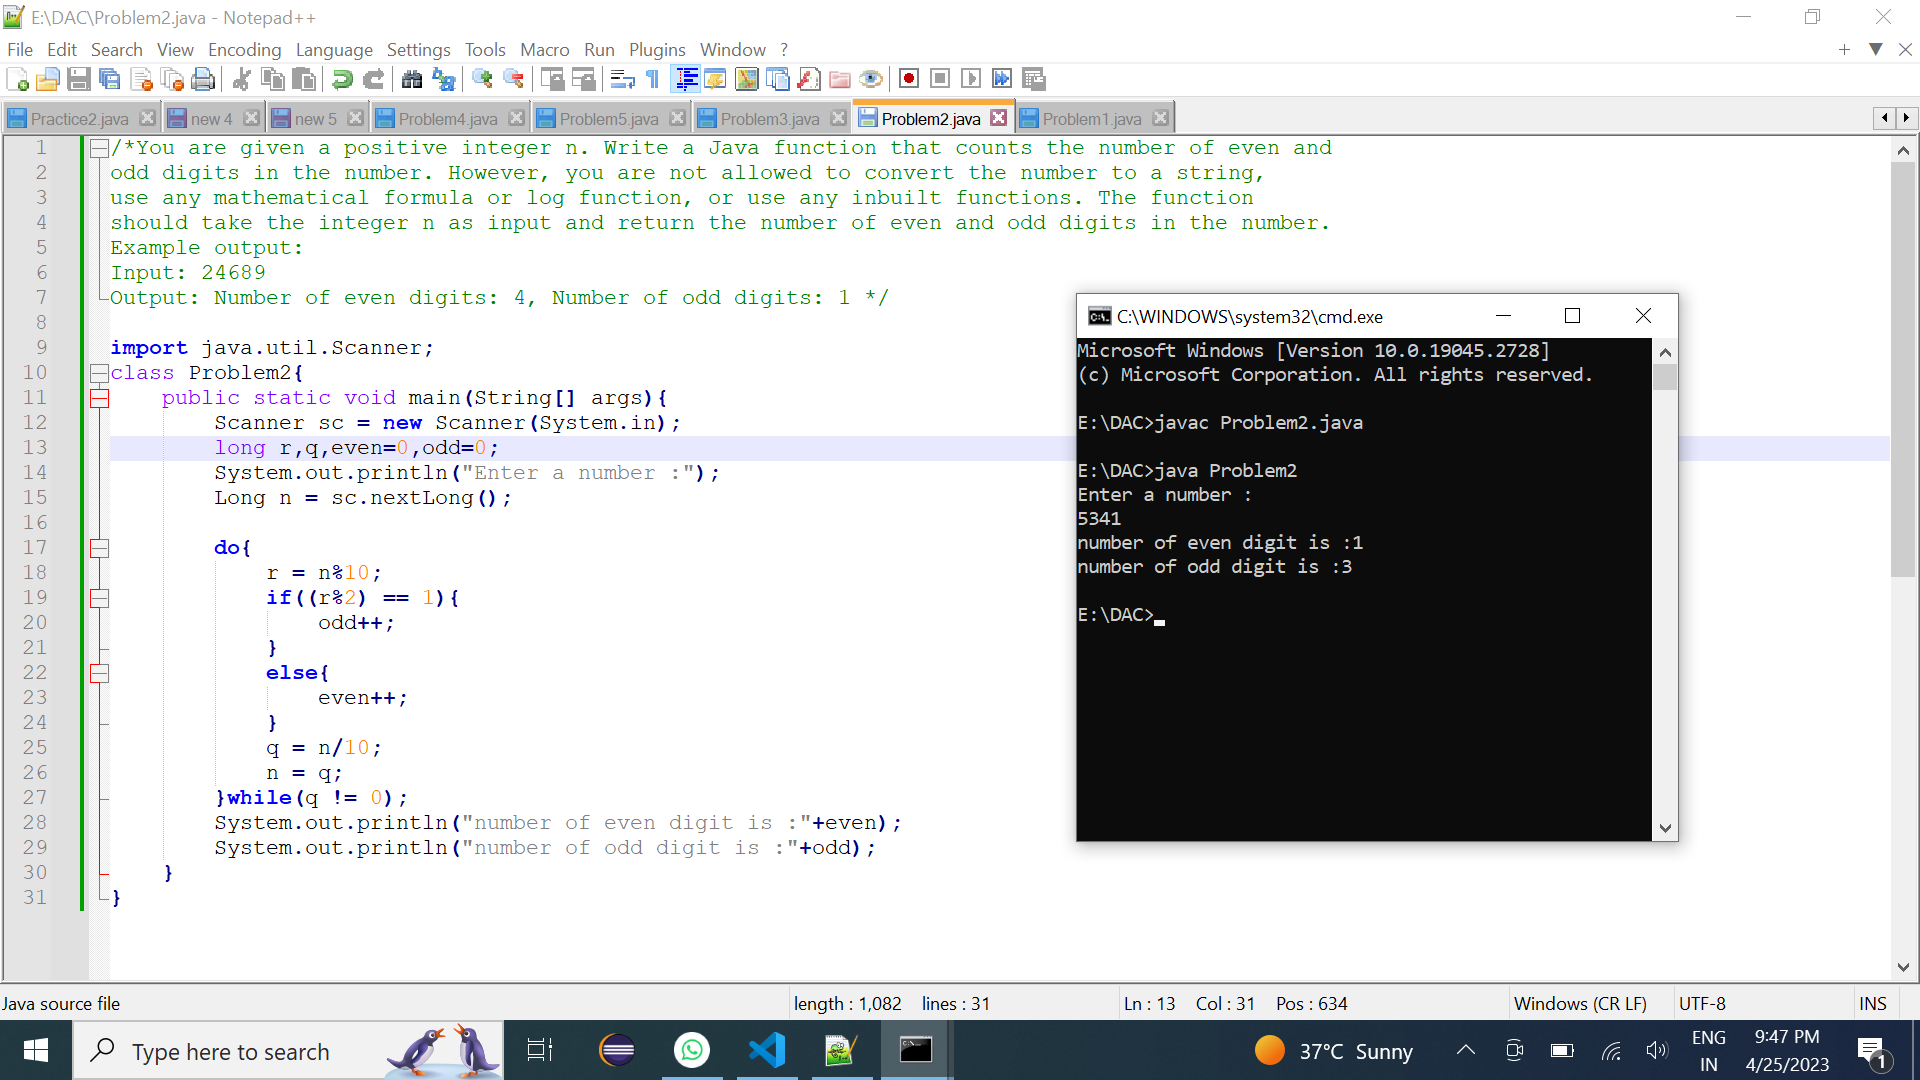 E:\DAC\Problem2.java - Notepad++
File Edit Search View Encoding Language Settings Tools Macro Run Plugins Window ?
Practice2.java new 4 new 5 Problem4.java Problem5.java Problem3.java Problem2.java Problem1.java
1 /*You are given a positive integer n. Write a Java function that counts the number of even and
2 odd digits in the number. However, you are not allowed to convert the number to a string,
3 use any mathematical formula or log function, or use any inbuilt functions. The function
4 should take the integer n as input and return the number of even and odd digits in the number.
5 Example output:
6 Input: 24689
7 Output: Number of even digits: 4, Number of odd digits: 1 */
8
9 import java.util.Scanner;
10 class Problem2{
11 public static void main(String[] args){
12 Scanner sc = new Scanner(System.in);
13 long r,q,even=0,odd=0;
14 System.out.println("Enter a number :");
15 Long n = sc.nextLong();
16
17 do{
18 r = n%10;
19 if((r%2) == 1){
20 odd++;
21 }
22 else{
23 even++;
24 }
25 q = n/10;
26 n = q;
27 }while(q != 0);
28 System.out.println("number of even digit is :"+even);
29 System.out.println("number of odd digit is :"+odd);
30 }
31 }
C:\WINDOWS\system32\cmd.exe
Microsoft Windows [Version 10.0.19045.2728]
(c) Microsoft Corporation. All rights reserved.
E:\DAC>javac Problem2.java
E:\DAC>java Problem2
Enter a number :
5341
number of even digit is :1
number of odd digit is :3
E:\DAC>
Java source file length : 1,082 lines : 31 Ln : 13 Col : 31 Pos : 634 Windows (CR LF) UTF-8 INS
Type here to search 37°C Sunny ENG IN 9:47 PM 4/25/2023 1